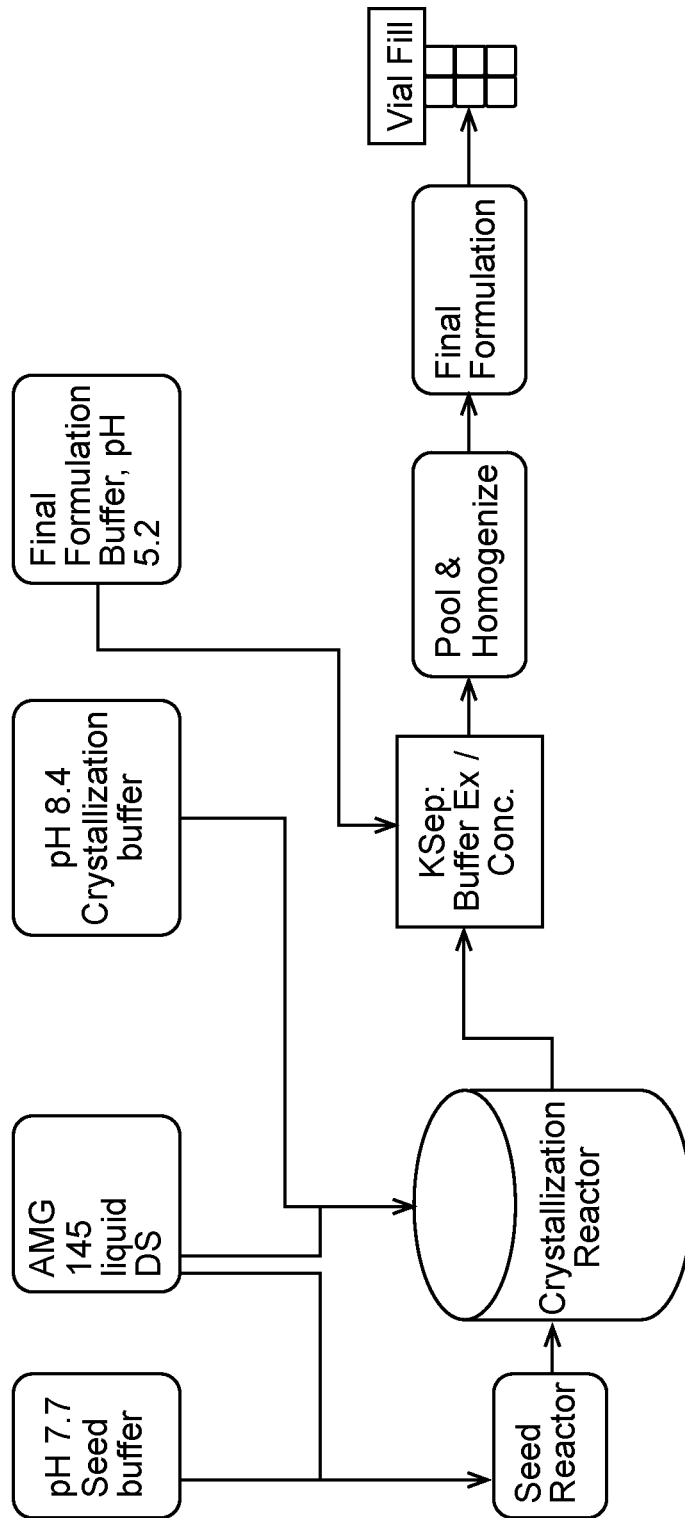 pH 7.7
Seed
buffer
AMG
145
liquid
DS
pH 8.4
Crystallization
buffer
Final
Formulation
Buffer, pH
5.2
Seed
Reactor
Crystallization
Reactor
KSep:
Buffer Ex /
Conc.
Pool &
Homogenize
Final
Formulation
Vial Fill